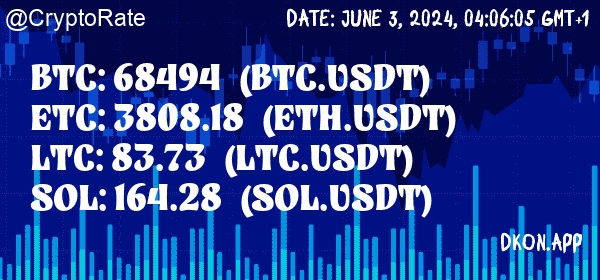 @CryptoRate
DATE: JUNE 3, 2024, 04:06:05 GMT+1
BTC: 68494 (BTC.USDT)
ETC: 3808.18 (ETH.USDT)
LTC: 83.73 (LTC.USDT)
SOL: 164.28 (SOL.USDT)
DKON.APP